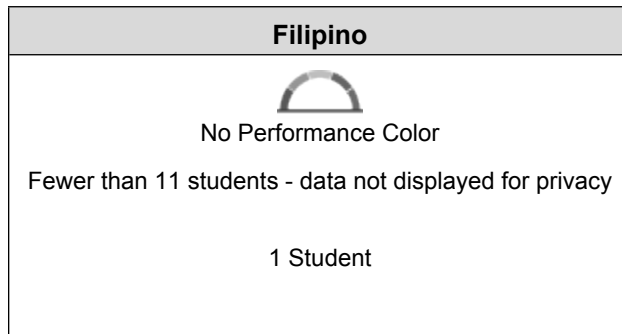 Filipino
No Performance Color
Fewer than 11 students - data not displayed for privacy
1 Student